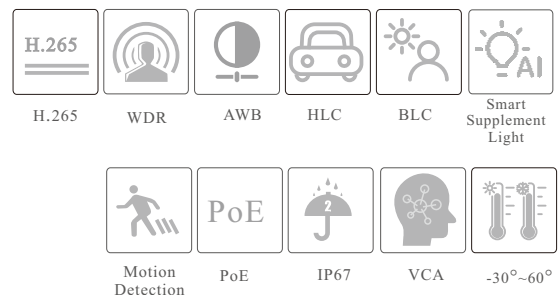 H.265
AI
H.265
WDR
AWB
HLC
BLC
Smart
Supplement
Light
PoE
2
Motion
Detection
PoE
IP67
VCA
-30°~60°